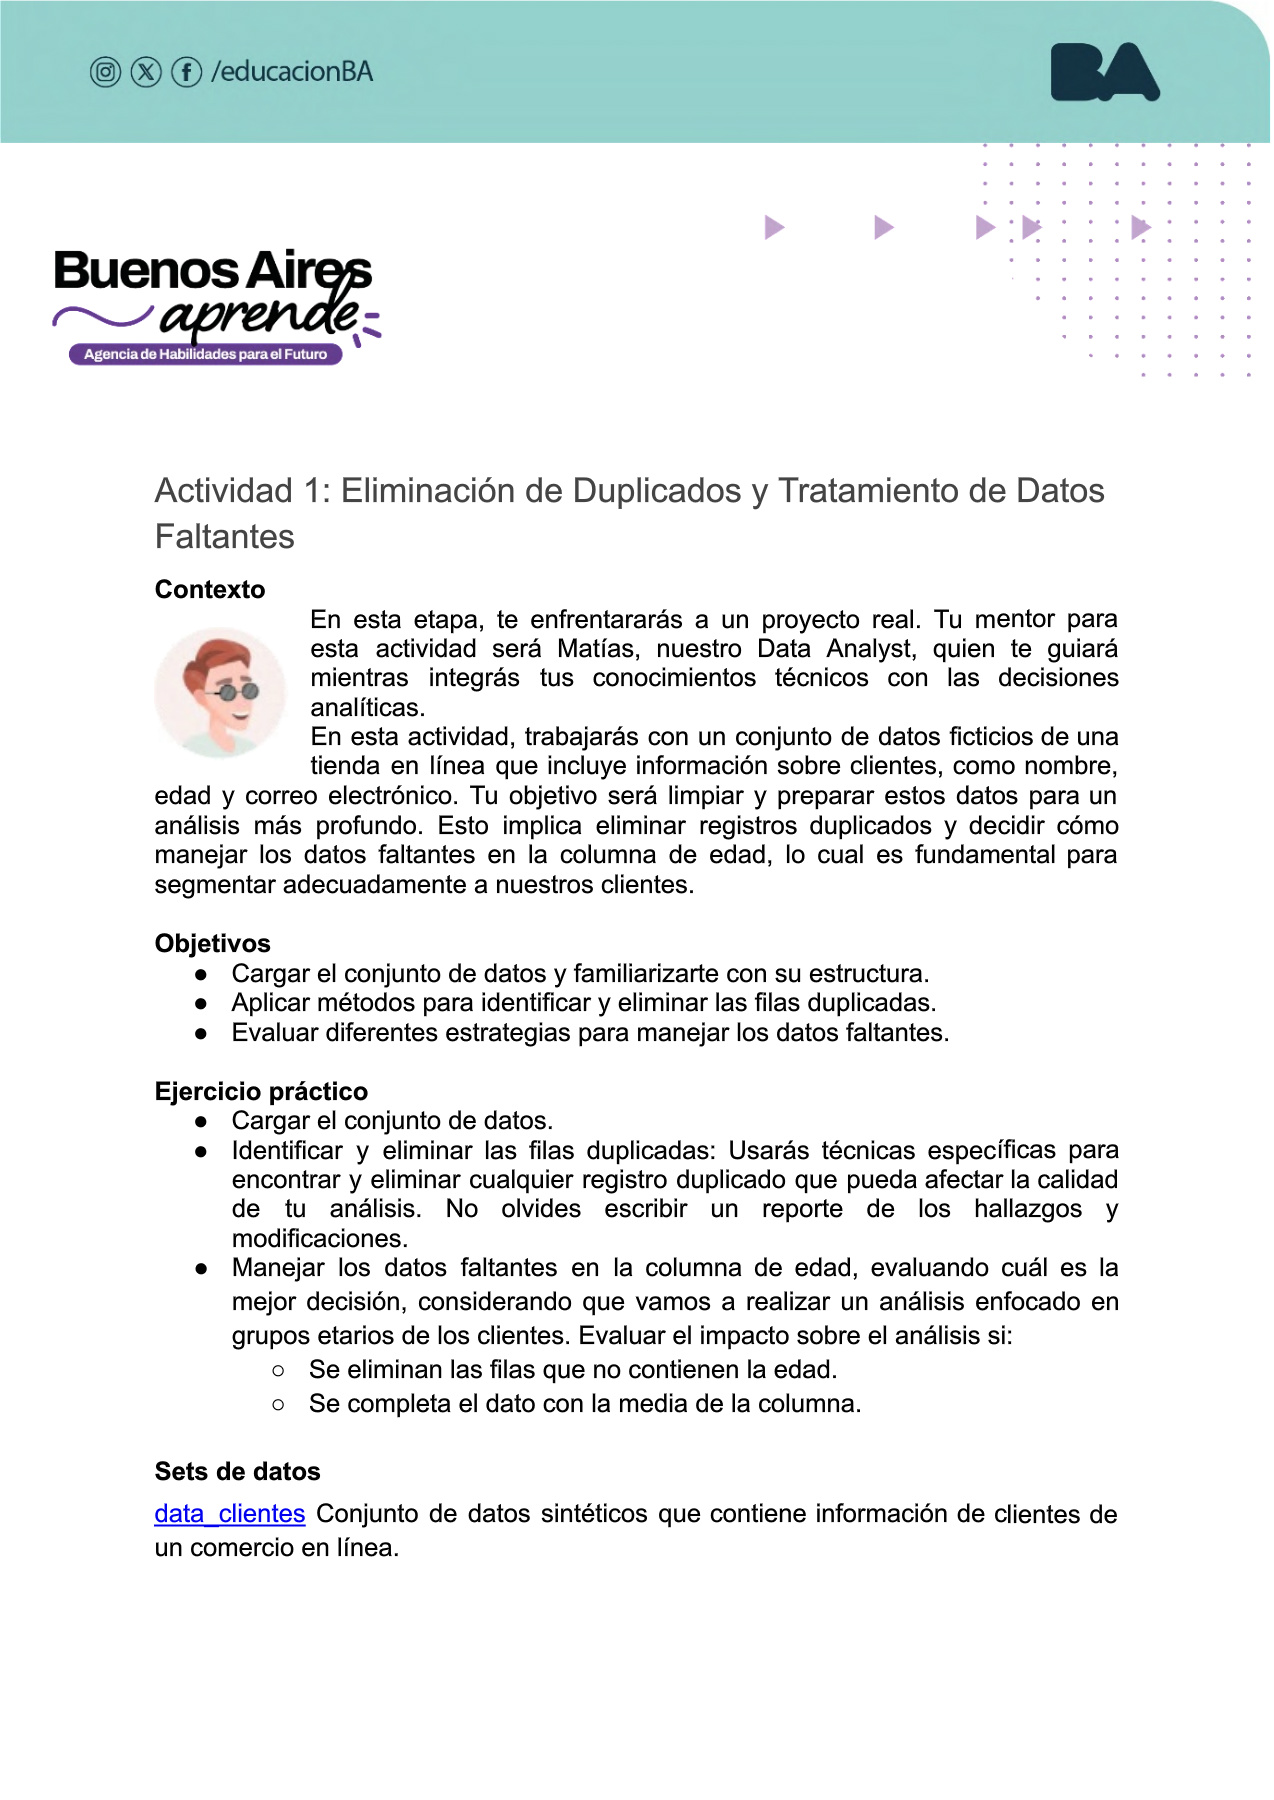 /educacionBA
BA
Buenos Aires
aprende
Agencia de Habilidades para el Futuro
Actividad 1: Eliminación de Duplicados y Tratamiento de Datos
Faltantes
Contexto
En esta etapa, te enfrentararás a un proyecto real. Tu mentor para
esta actividad será Matías, nuestro Data Analyst, quien te guiará
mientras integrás tus conocimientos técnicos con las decisiones
analíticas.
En esta actividad, trabajarás con un conjunto de datos ficticios de una
tienda en línea que incluye información sobre clientes, como nombre,
edad y correo electrónico. Tu objetivo será limpiar y preparar estos datos para un
análisis más profundo. Esto implica eliminar registros duplicados y decidir cómo
manejar los datos faltantes en la columna de edad, lo cual es fundamental para
segmentar adecuadamente a nuestros clientes.
Objetivos
● Cargar el conjunto de datos y familiarizarte con su estructura.
● Aplicar métodos para identificar y eliminar las filas duplicadas.
● Evaluar diferentes estrategias para manejar los datos faltantes.
Ejercicio práctico
● Cargar el conjunto de datos.
● Identificar y eliminar las filas duplicadas: Usarás técnicas específicas para
encontrar y eliminar cualquier registro duplicado que pueda afectar la calidad
de tu análisis. No olvides escribir un reporte de los hallazgos y
modificaciones.
● Manejar los datos faltantes en la columna de edad, evaluando cuál es la
mejor decisión, considerando que vamos a realizar un análisis enfocado en
grupos etarios de los clientes. Evaluar el impacto sobre el análisis si:
○ Se eliminan las filas que no contienen la edad.
○ Se completa el dato con la media de la columna.
Sets de datos
data_clientes Conjunto de datos sintéticos que contiene información de clientes de
un comercio en línea.